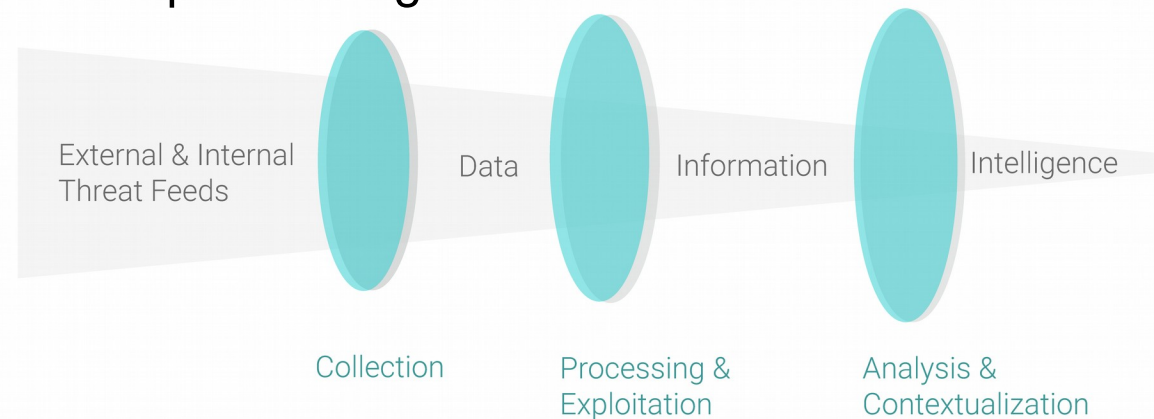 External & Internal
Threat Feeds
Data
Information
Intelligence
Collection
Processing &
Exploitation
Analysis &
Contextualization